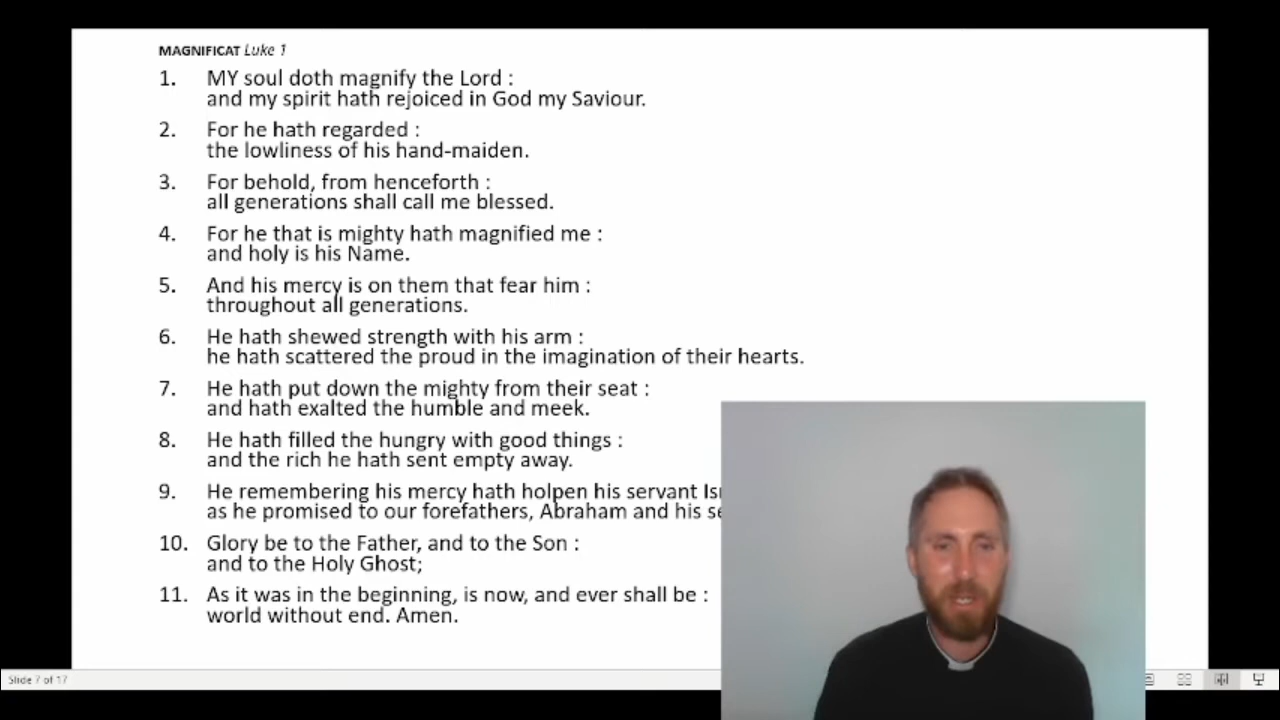 MAGNIFICAT Luke 1
1. MY soul doth magnify the Lord :
and my spirit hath rejoiced in God my Saviour.
2. For he hath regarded :
the lowliness of his hand-maiden.
3. For behold, from henceforth :
all generations shall call me blessed.
4. For he that is mighty hath magnified me :
and holy is his Name.
5. And his mercy is on them that fear him :
throughout all generations.
6. He hath shewed strength with his arm :
he hath scattered the proud in the imagination of their hearts.
7. He hath put down the mighty from their seat :
and hath exalted the humble and meek.
8. He hath filled the hungry with good things :
and the rich he hath sent empty away.
9. He remembering his mercy hath holpen his servant
as he promised to our forefathers, Abraham and his
10. Glory be to the Father, and to the Son :
and to the Holy Ghost;
11. As it was in the beginning, is now, and ever shall be :
world without end. Amen.
Slide 7 of 17